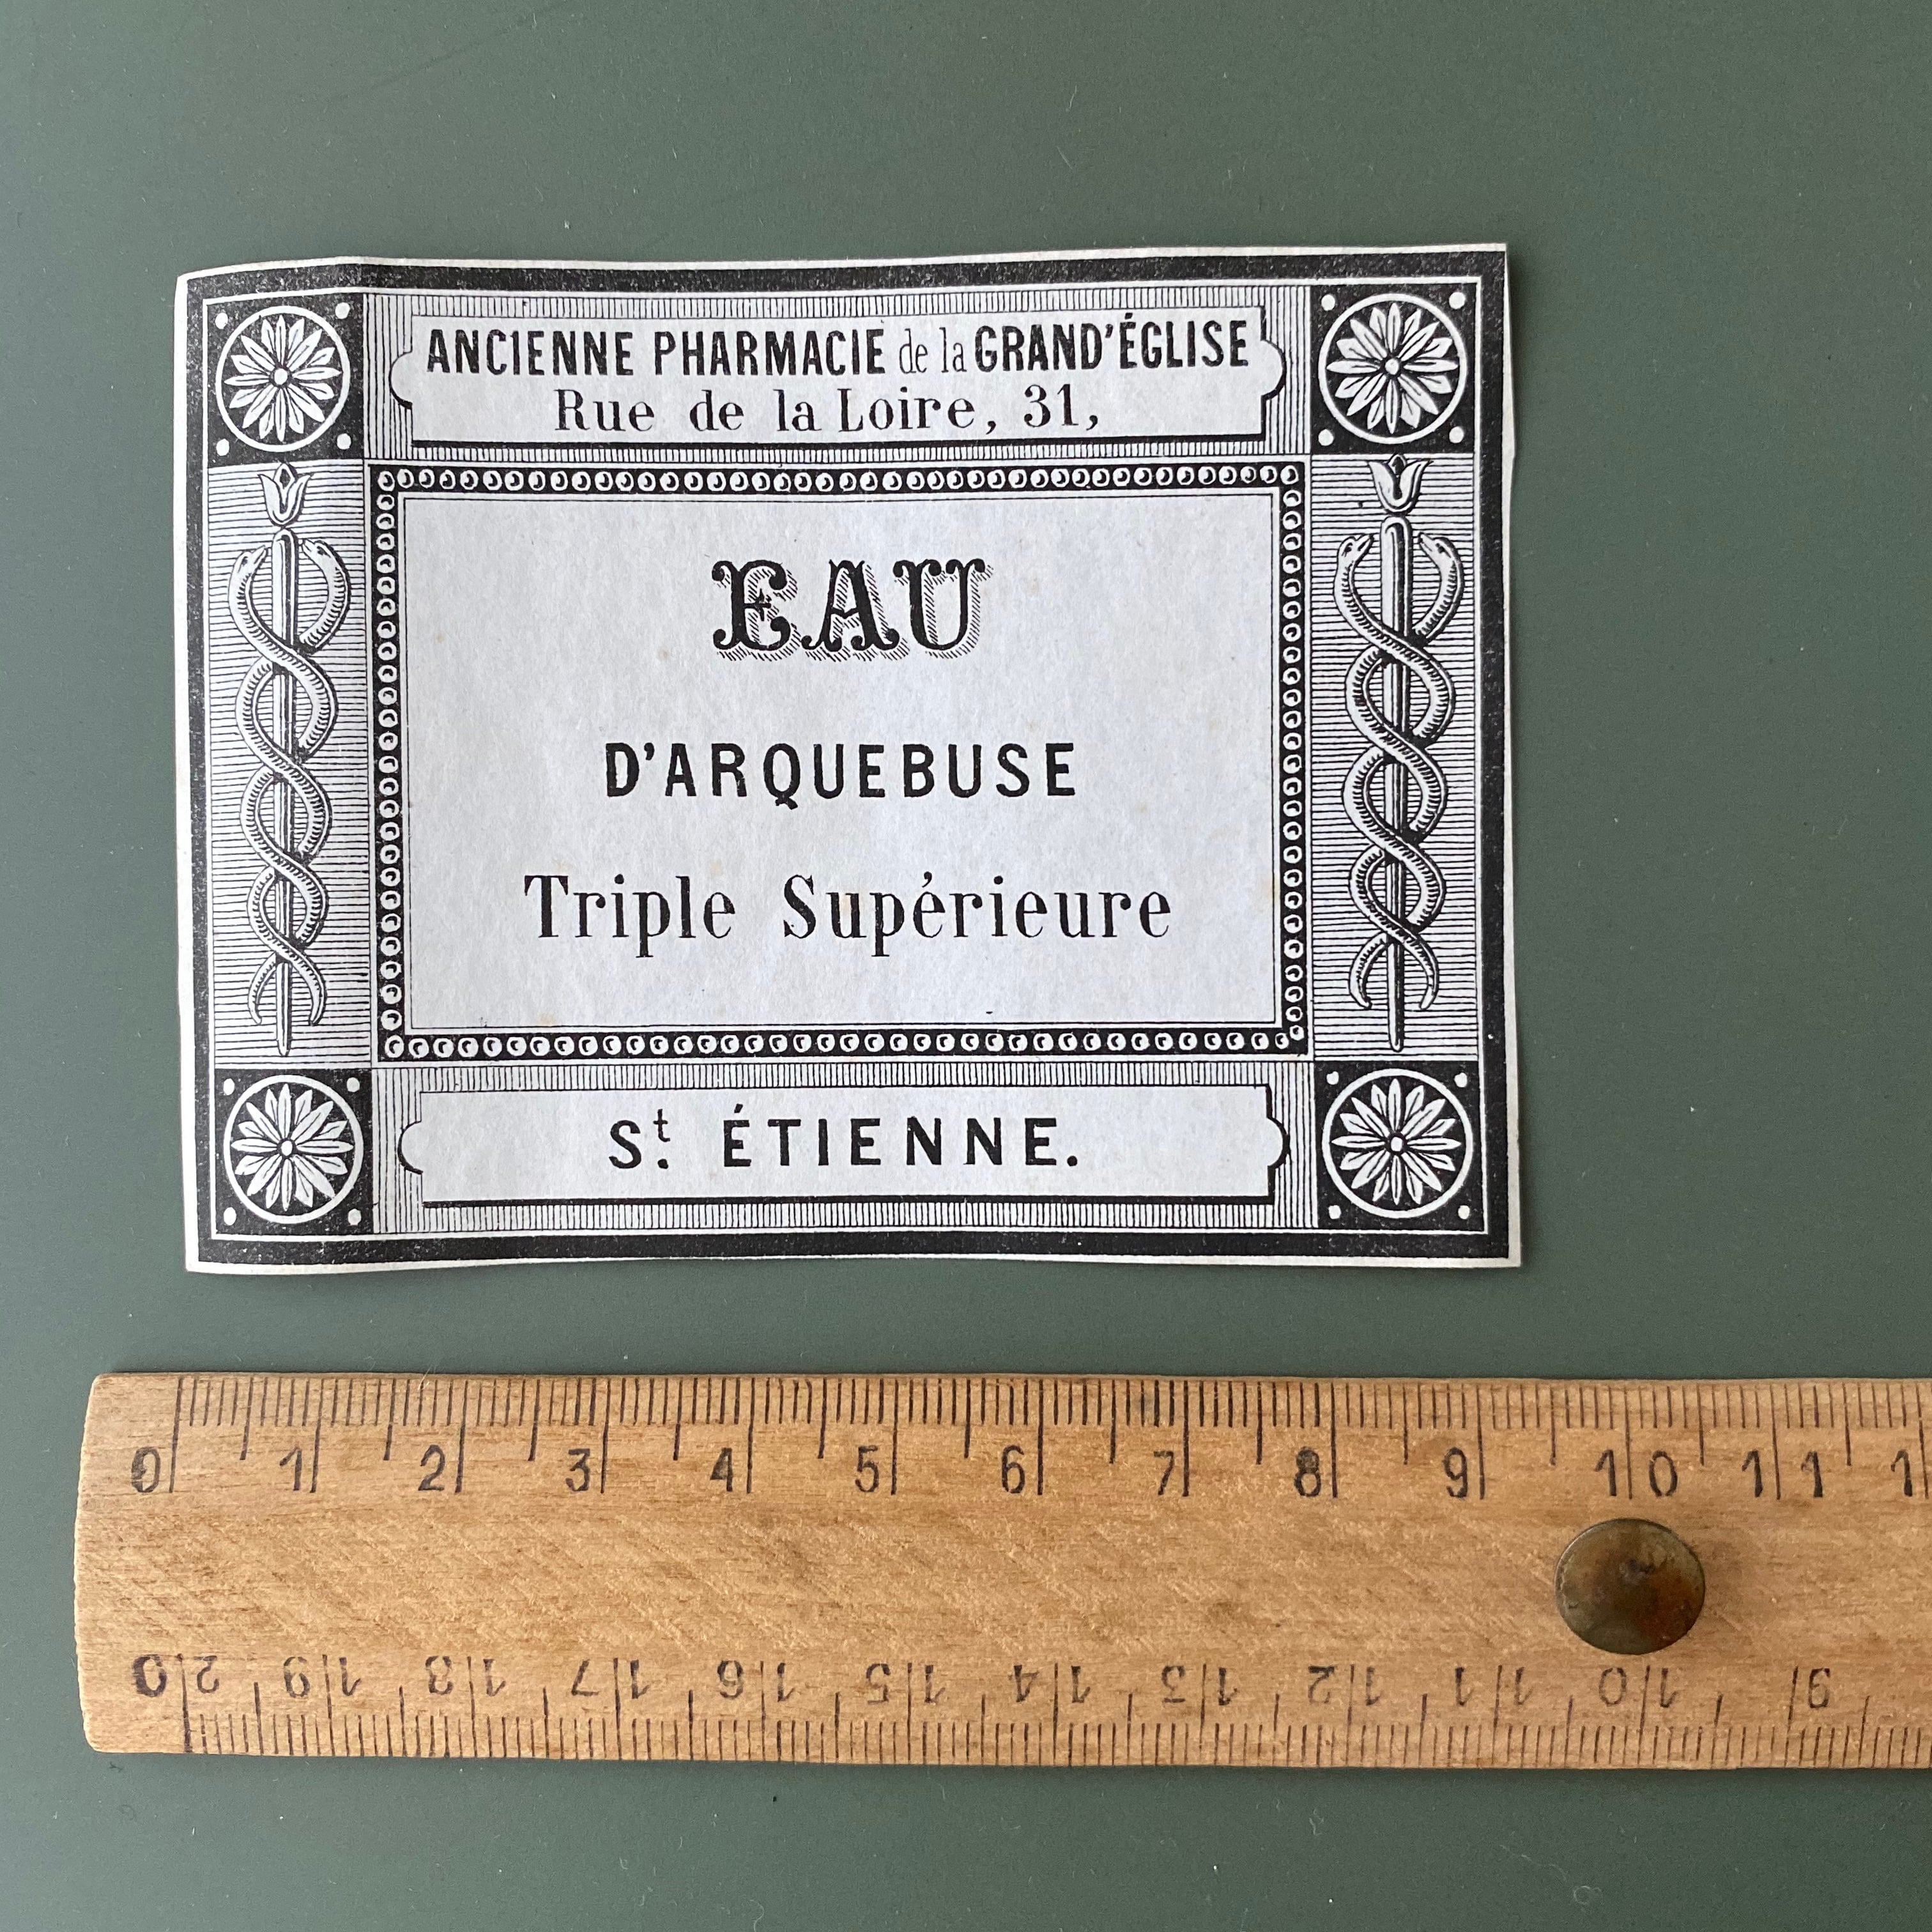 ANCIENNE PHARMACIE de la GRAND'ÉGLISE
Rue de la Loire, 31,
EAU
D'ARQUEBUSE
Triple Supérieure
St. ÉTIENNE.
0 1 2 3 4 5 6 7 8 9 10 11 1
20 19 18 17 16 15 14 13 12 11 10 9